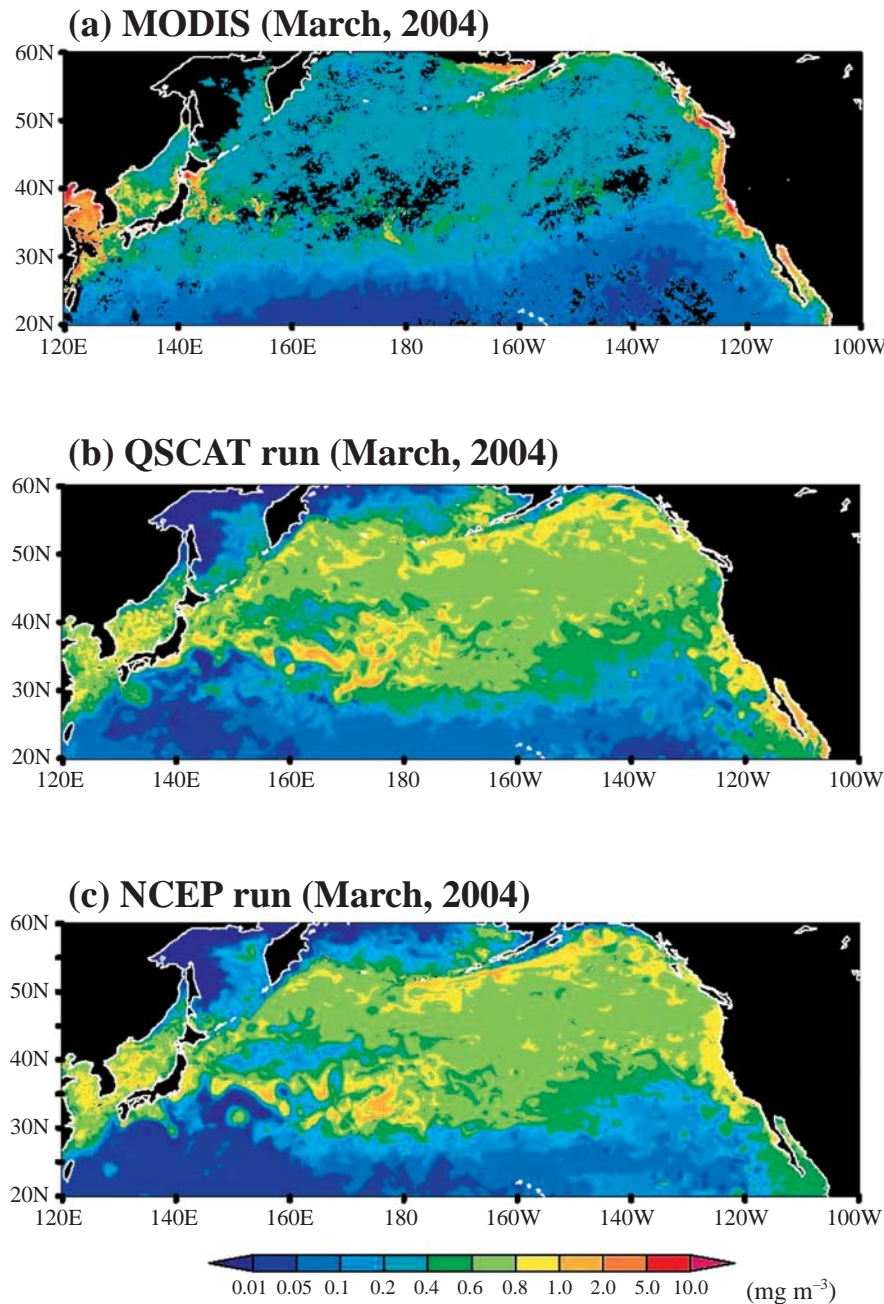 (a) MODIS (March, 2004)
60N
50N
40N
30N
20N
120E 140E 160E 180 160W 140W 120W 100W
(b) QSCAT run (March, 2004)
60N
50N
40N
30N
20N
120E 140E 160E 180 160W 140W 120W 100W
(c) NCEP run (March, 2004)
60N
50N
40N
30N
20N
120E 140E 160E 180 160W 140W 120W 100W
0.01 0.05 0.1 0.2 0.4 0.6 0.8 1.0 2.0 5.0 10.0 (mg m⁻³)